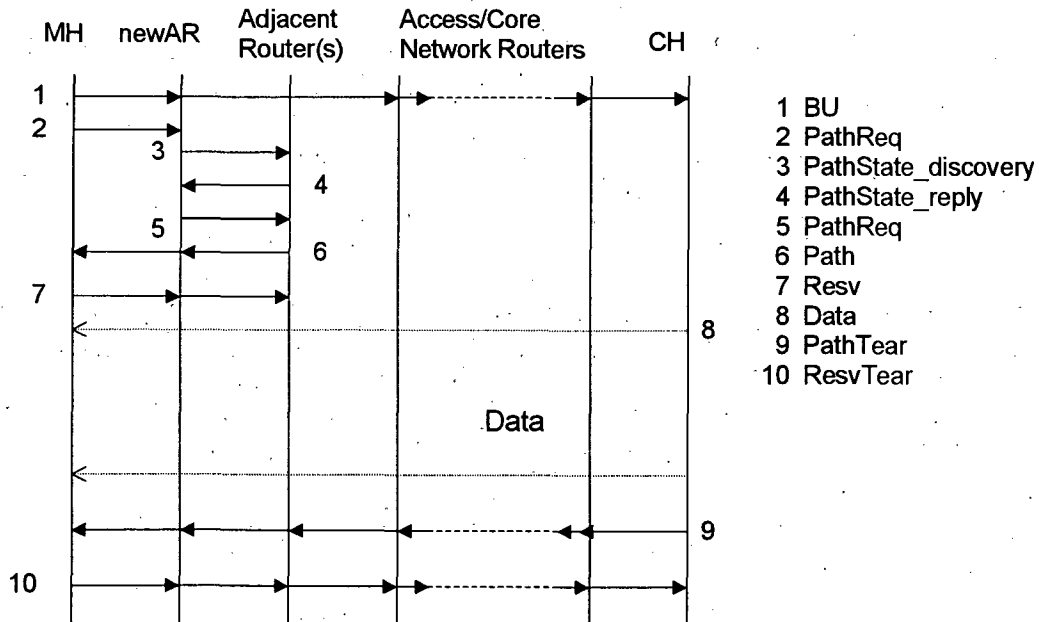 MH newAR Adjacent Router(s) Access/Core Network Routers CH
1
2
3
4
5
6
7
8
Data
9
10
1 BU
2 PathReq
3 PathState_discovery
4 PathState_reply
5 PathReq
6 Path
7 Resv
8 Data
9 PathTear
10 ResvTear